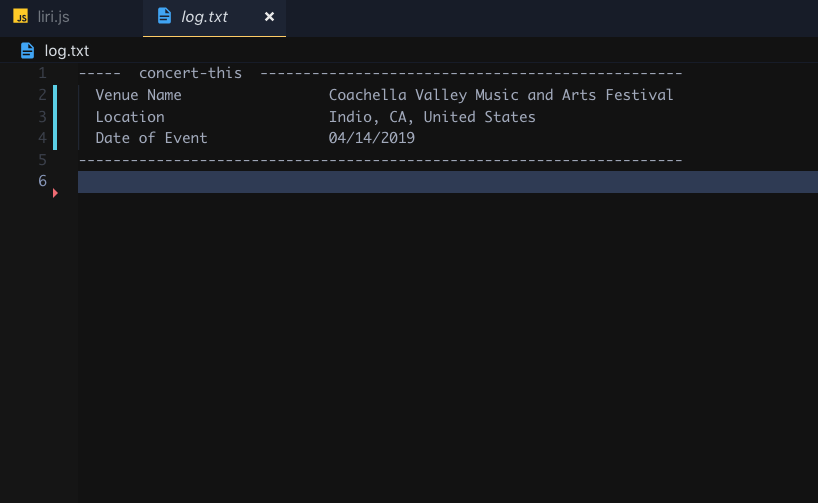 JS liri.js log.txt ×
log.txt
1 ----- concert-this -------------------------------------------------
2 Venue Name Coachella Valley Music and Arts Festival
3 Location Indio, CA, United States
4 Date of Event 04/14/2019
5 ----------------------------------------------------------------------
6